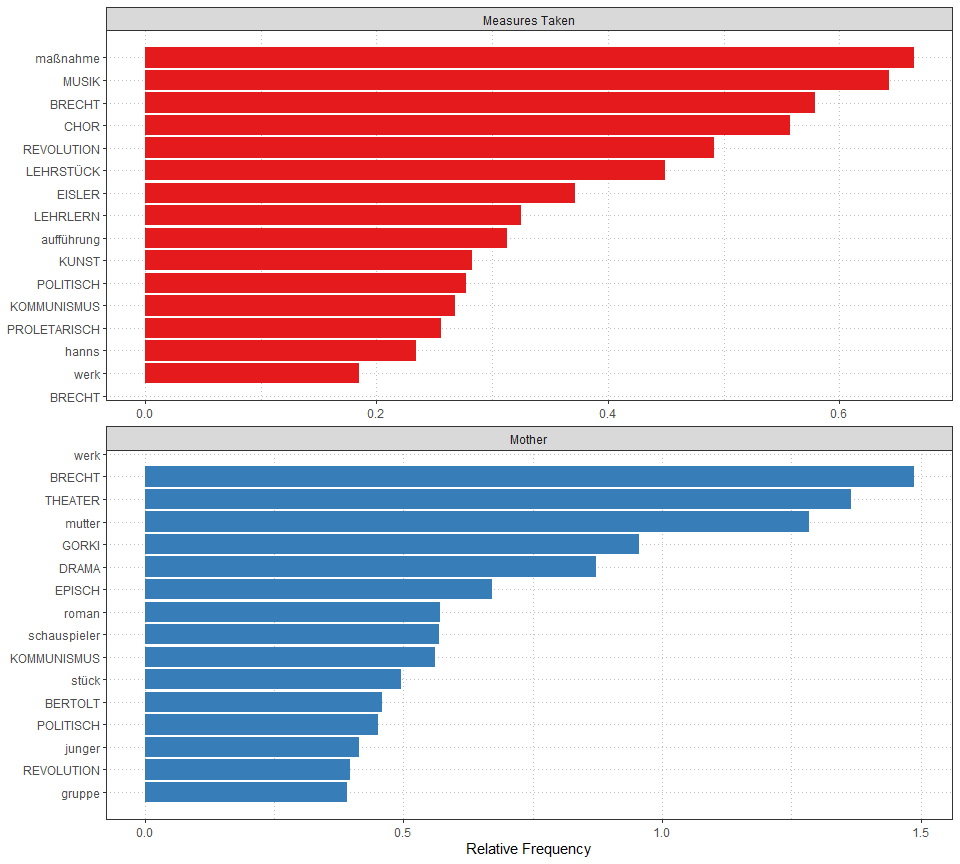 Measures Taken
maßnahme
MUSIK
BRECHT
CHOR
REVOLUTION
LEHRSTÜCK
EISLER
LEHRLERN
aufführung
KUNST
POLITISCH
KOMMUNISMUS
PROLETARISCH
hanns
werk
BRECHT
0.0 0.2 0.4 0.6
Mother
werk
BRECHT
THEATER
mutter
GORKI
DRAMA
EPISCH
roman
schauspieler
KOMMUNISMUS
stück
BERTOLT
POLITISCH
junger
REVOLUTION
gruppe
0.0 0.5 1.0 1.5
Relative Frequency